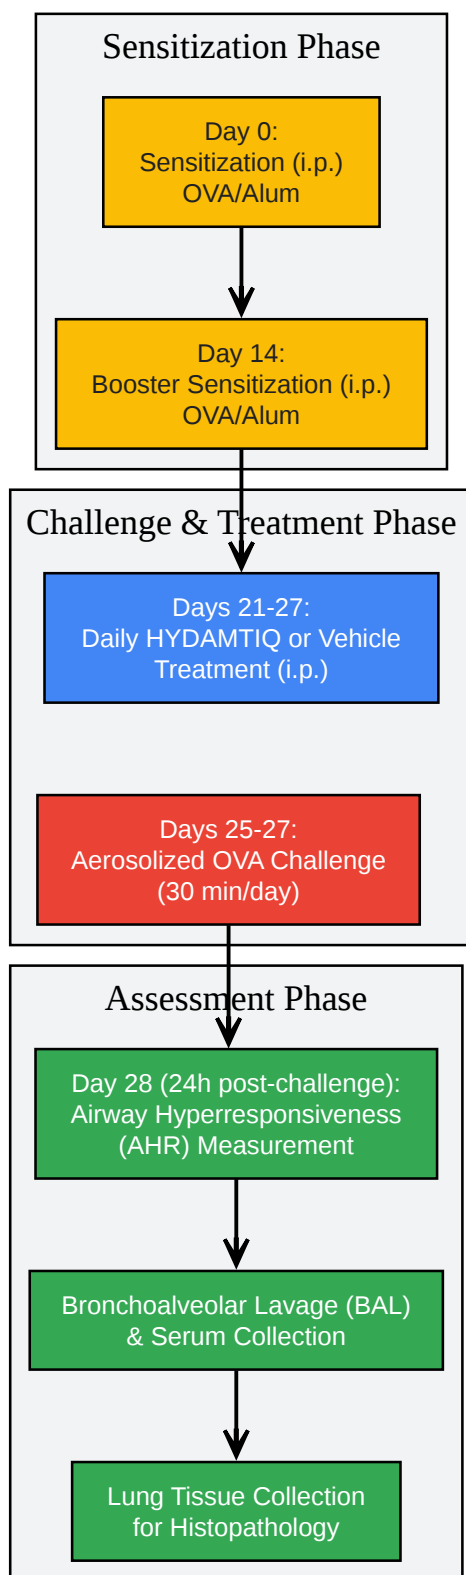 Sensitization Phase
Day 0:
Sensitization (i.p.)
OVA/Alum
Day 14:
Booster Sensitization (i.p.)
OVA/Alum
Challenge & Treatment Phase
Days 21-27:
Daily HYDAMTIQ or Vehicle
Treatment (i.p.)
Days 25-27:
Aerosolized OVA Challenge
(30 min/day)
Assessment Phase
Day 28 (24h post-challenge):
Airway Hyperresponsiveness
(AHR) Measurement
Bronchoalveolar Lavage (BAL)
& Serum Collection
Lung Tissue Collection
for Histopathology